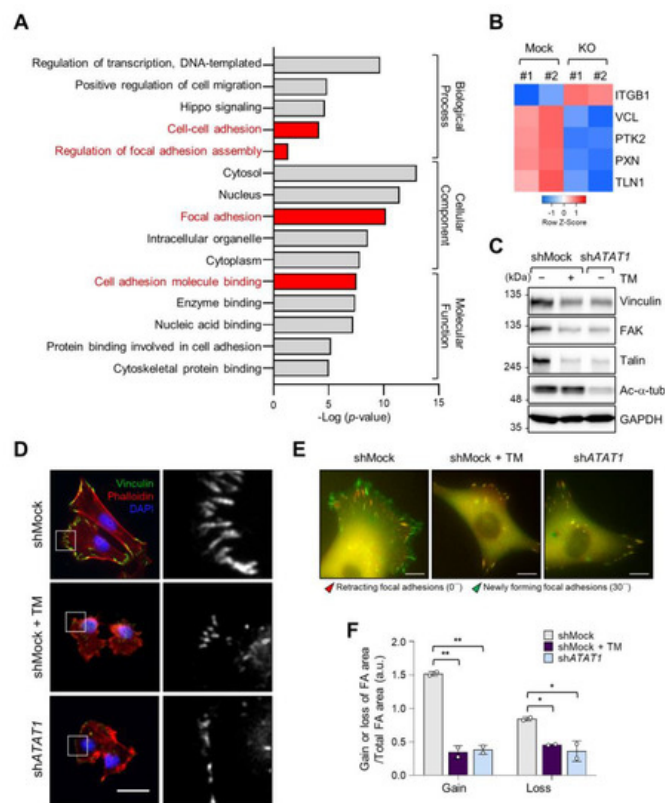 A
Regulation of transcription, DNA-templated
Positive regulation of cell migration
Hippo signaling
Cell-cell adhesion
Regulation of focal adhesion assembly
Biological Process
Cytosol
Nucleus
Focal adhesion
Intracellular organelle
Cytoplasm
Cellular Component
Cell adhesion molecule binding
Enzyme binding
Nucleic acid binding
Protein binding involved in cell adhesion
Cytoskeletal protein binding
Molecular Function
0 -5 -10 15
-Log (p-value)
B
Mock KO
#1 #2 #1 #2
ITGB1
VCL
PTK2
PXN
TLN1
-1 0 1
Row Z-Score
C
shMock shATAT1
(kDa) − + − TM
135 Vinculin
135 FAK
245 Talin
48 Ac-α-tub
35 GAPDH
D
Vinculin
Phalloidin
DAPI
shMock
shMock + TM
shATAT1
E
shMock shMock + TM shATAT1
Retracting focal adhesions (0
Newly forming focal adhesions (30
F
shMock
shMock + TM
shATAT1
Gain or loss of FA area
/Total FA area (a.u.)
2.0
1.5
1.0
0.5
0.0
** **
* *
Gain Loss